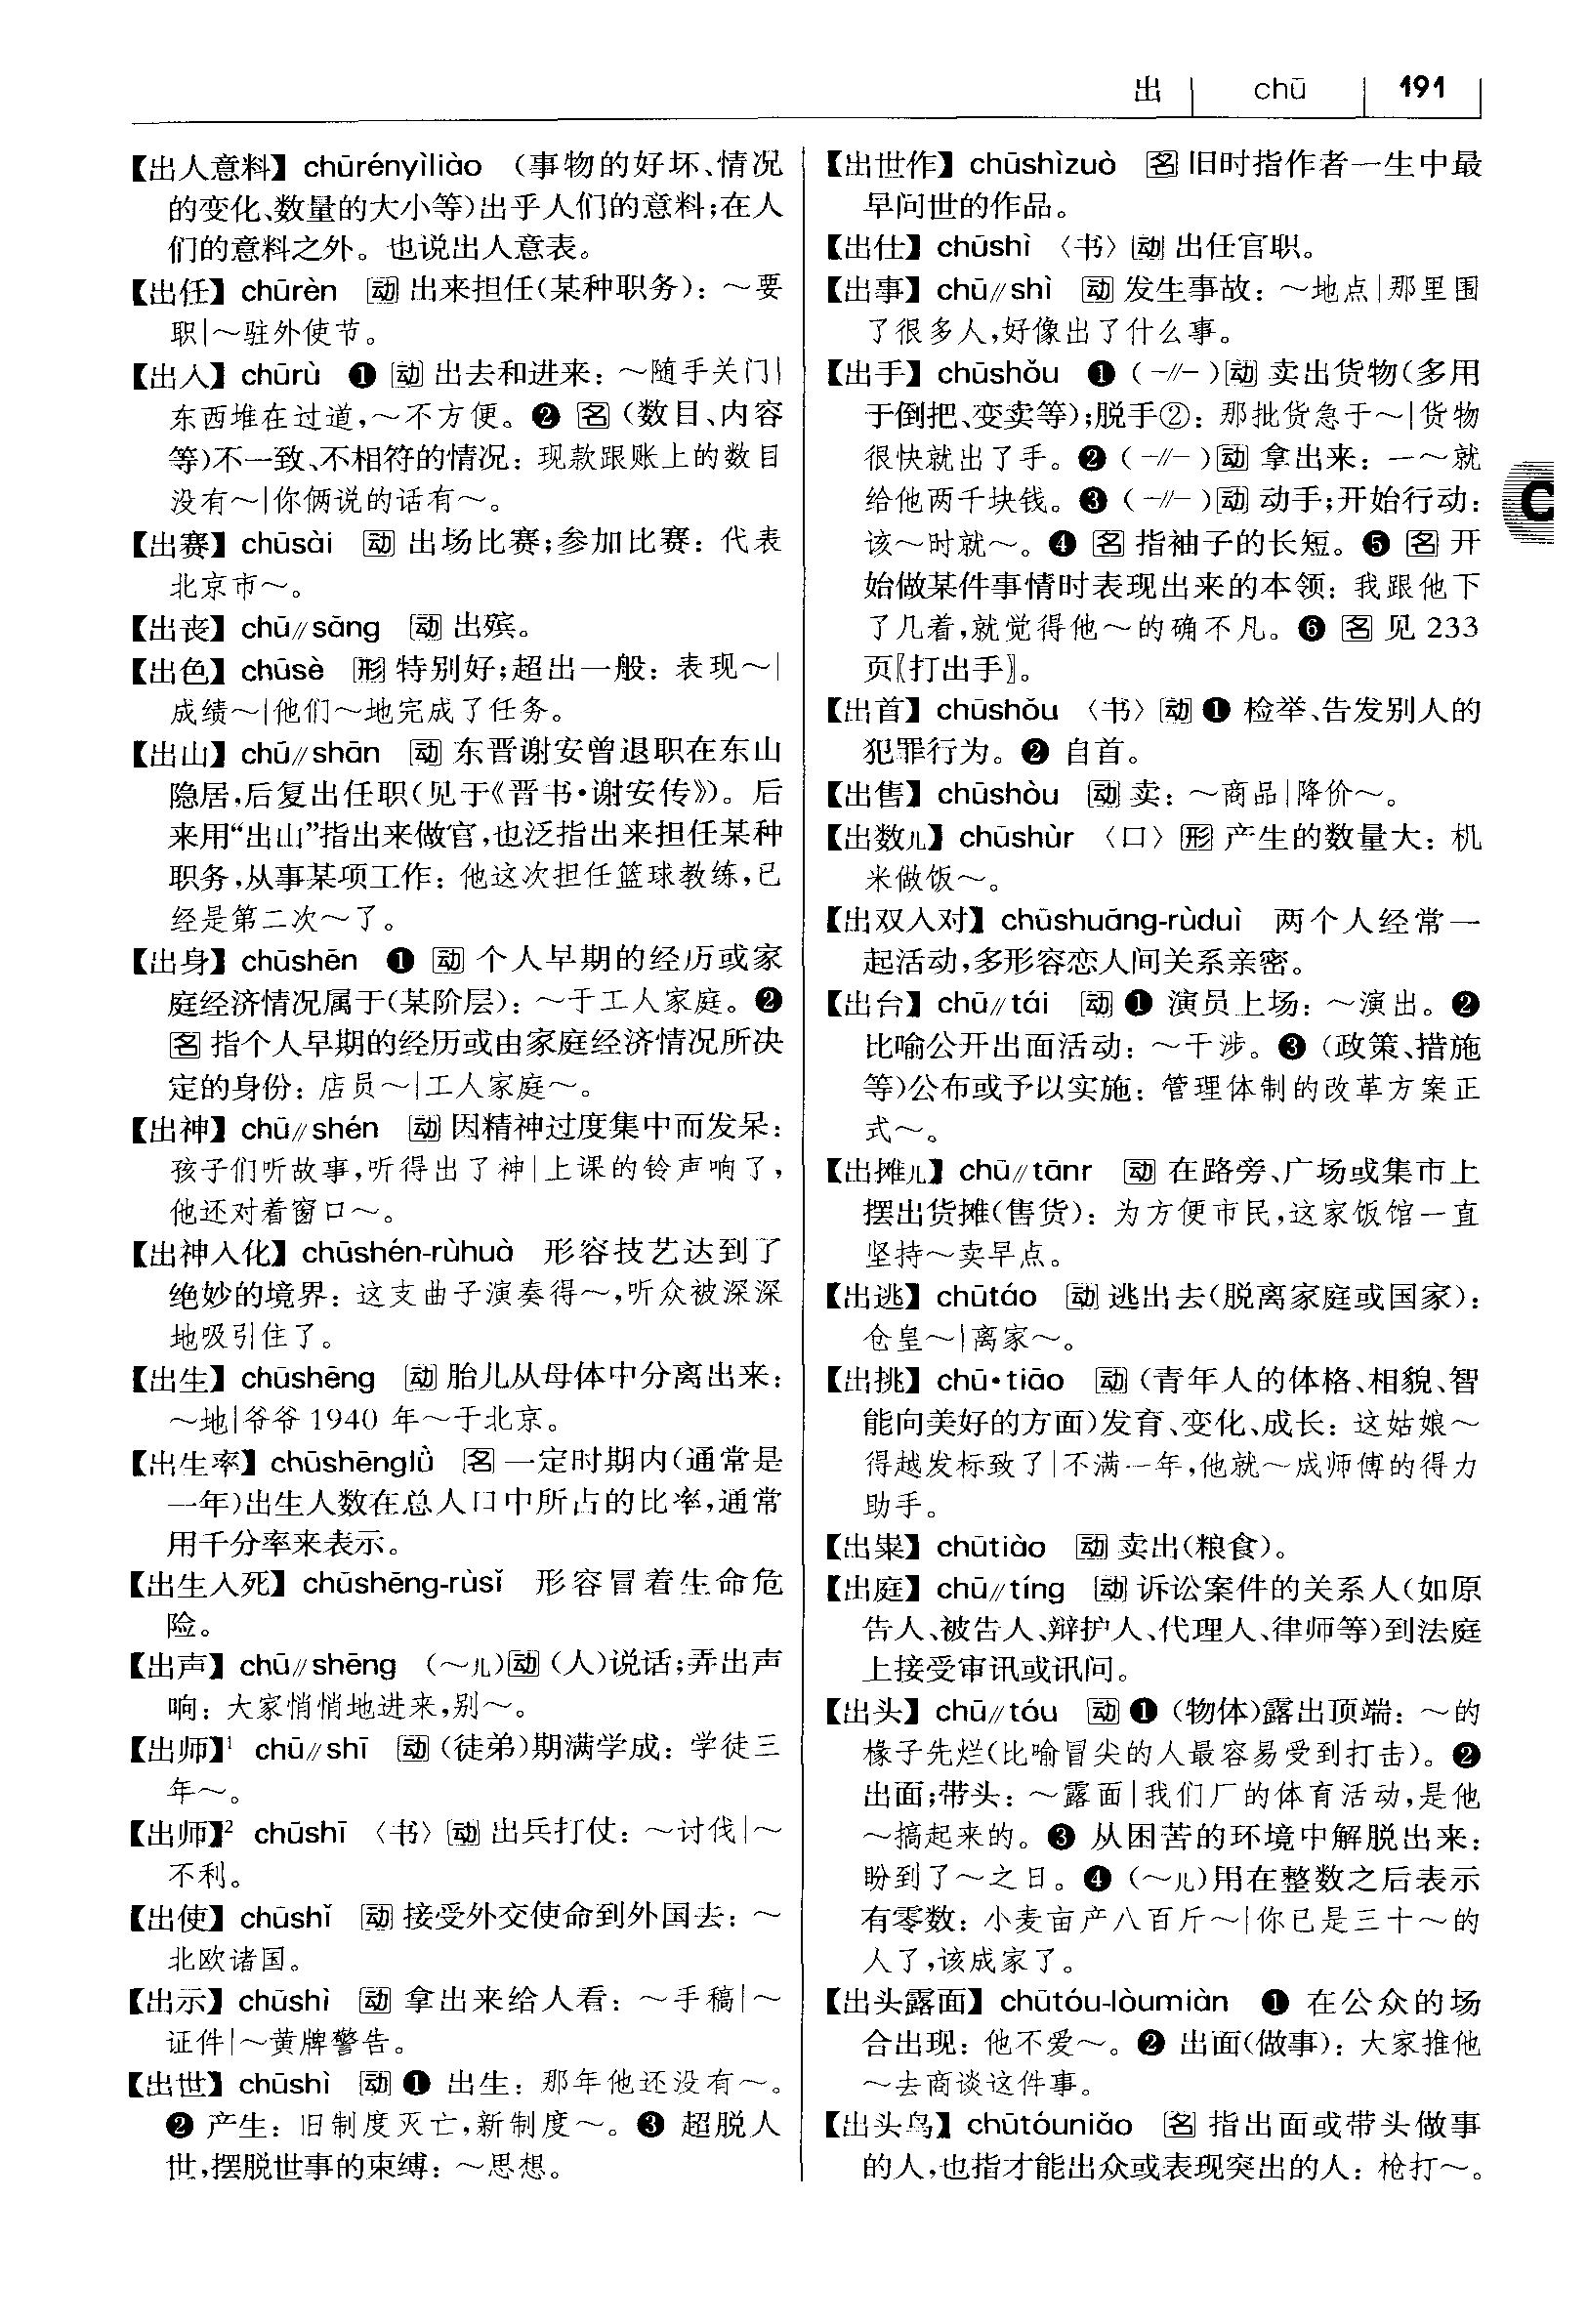 出 chū 191
【出人意料】chūrényìliào （事物的好坏、情况
的变化、数量的大小等)出乎人们的意料;在人
们的意料之外。也说出人意表。
【出任】chūrèn 动 出来担任(某种职务)：～要
职|～驻外使节。
【出入】chūrù ❶ 动 出去和进来：～随手关门|
东西堆在过道,～不方便。❷ 名 (数目、内容
等)不一致、不相符的情况：现款跟账上的数目
没有～|你俩说的话有～。
【出赛】chūsài 动 出场比赛;参加比赛：代表
北京市～。
【出丧】chū//sāng 动 出殡。
【出色】chūsè 形 特别好;超出一般：表现～|
成绩～|他们～地完成了任务。
【出山】chū//shān 动 东晋谢安曾退职在东山
隐居,后复出任职(见于《晋书·谢安传》)。后
来用“出山”指出来做官,也泛指出来担任某种
职务,从事某项工作：他这次担任篮球教练,已
经是第二次～了。
【出身】chūshēn ❶ 动 个人早期的经历或家
庭经济情况属于(某阶层)：～于工人家庭。❷
名 指个人早期的经历或由家庭经济情况所决
定的身份：店员～|工人家庭～。
【出神】chū//shén 动 因精神过度集中而发呆：
孩子们听故事,听得出了神|上课的铃声响了,
他还对着窗口～。
【出神入化】chūshén-rùhuà 形容技艺达到了
绝妙的境界：这支曲子演奏得～,听众被深深
地吸引住了。
【出生】chūshēng 动 胎儿从母体中分离出来：
～地|爷爷 1940 年～于北京。
【出生率】chūshēnglǜ 名 一定时期内(通常是
一年)出生人数在总人口中所占的比率,通常
用千分率来表示。
【出生入死】chūshēng-rùsǐ 形容冒着生命危
险。
【出声】chū//shēng (～儿)动 (人)说话;弄出声
响：大家悄悄地进来,别～。
【出师】¹ chū//shī 动 (徒弟)期满学成：学徒三
年～。
【出师】² chūshī 〈书〉动 出兵打仗：～讨伐|～
不利。
【出使】chūshǐ 动 接受外交使命到外国去：～
北欧诸国。
【出示】chūshì 动 拿出来给人看：～手稿|～
证件|～黄牌警告。
【出世】chūshì 动 ❶ 出生：那年他还没有～。
❷ 产生：旧制度灭亡,新制度～。❸ 超脱人
世,摆脱世事的束缚：～思想。
【出世作】chūshìzuò 名 旧时指作者一生中最
早问世的作品。
【出仕】chūshì 〈书〉动 出任官职。
【出事】chū//shì 动 发生事故：～地点|那里围
了很多人,好像出了什么事。
【出手】chūshǒu ❶ (-//-)动 卖出货物(多用
于倒把、变卖等);脱手②：那批货急于～|货物
很快就出了手。❷ (-//-)动 拿出来：一～就
给他两千块钱。❸ (-//-)动 动手;开始行动：
该～时就～。❹ 名 指袖子的长短。❺ 名 开
始做某件事情时表现出来的本领：我跟他下
了几着,就觉得他～的确不凡。❻ 名 见 233
页〖打出手〗。
【出首】chūshǒu 〈书〉动 ❶ 检举、告发别人的
犯罪行为。❷ 自首。
【出售】chūshòu 动 卖：～商品|降价～。
【出数儿】chūshùr 〈口〉形 产生的数量大：机
米做饭～。
【出双入对】chūshuāng-rùduì 两个人经常一
起活动,多形容恋人间关系亲密。
【出台】chū//tái 动 ❶ 演员上场：～演出。❷
比喻公开出面活动：～干涉。❸ (政策、措施
等)公布或予以实施：管理体制的改革方案正
式～。
【出摊儿】chū//tānr 动 在路旁、广场或集市上
摆出货摊(售货)：为方便市民,这家饭馆一直
坚持～卖早点。
【出逃】chūtáo 动 逃出去(脱离家庭或国家)：
仓皇～|离家～。
【出挑】chū·tiāo 动 (青年人的体格、相貌、智
能向美好的方面)发育、变化、成长：这姑娘～
得越发标致了|不满一年,他就～成师傅的得力
助手。
【出粜】chūtiào 动 卖出(粮食)。
【出庭】chū//tíng 动 诉讼案件的关系人(如原
告人、被告人、辩护人、代理人、律师等)到法庭
上接受审讯或讯问。
【出头】chū//tóu 动 ❶ (物体)露出顶端：～的
椽子先烂(比喻冒尖的人最容易受到打击)。❷
出面;带头：～露面|我们厂的体育活动,是他
～搞起来的。❸ 从困苦的环境中解脱出来：
盼到了～之日。❹ (～儿)用在整数之后表示
有零数：小麦亩产八百斤～|你已是三十～的
人了,该成家了。
【出头露面】chūtóu-lòumiàn ❶ 在公众的场
合出现：他不爱～。❷ 出面(做事)：大家推他
～去商谈这件事。
【出头鸟】chūtóuniǎo 名 指出面或带头做事
的人,也指才能出众或表现突出的人：枪打～。
C